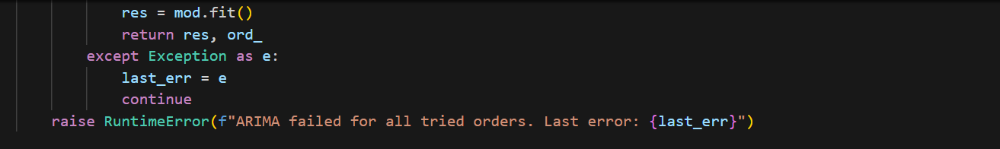 res = mod.fit()
return res, ord_
except Exception as e:
last_err = e
continue
raise RuntimeError(f"ARIMA failed for all tried orders. Last error: {last_err}")